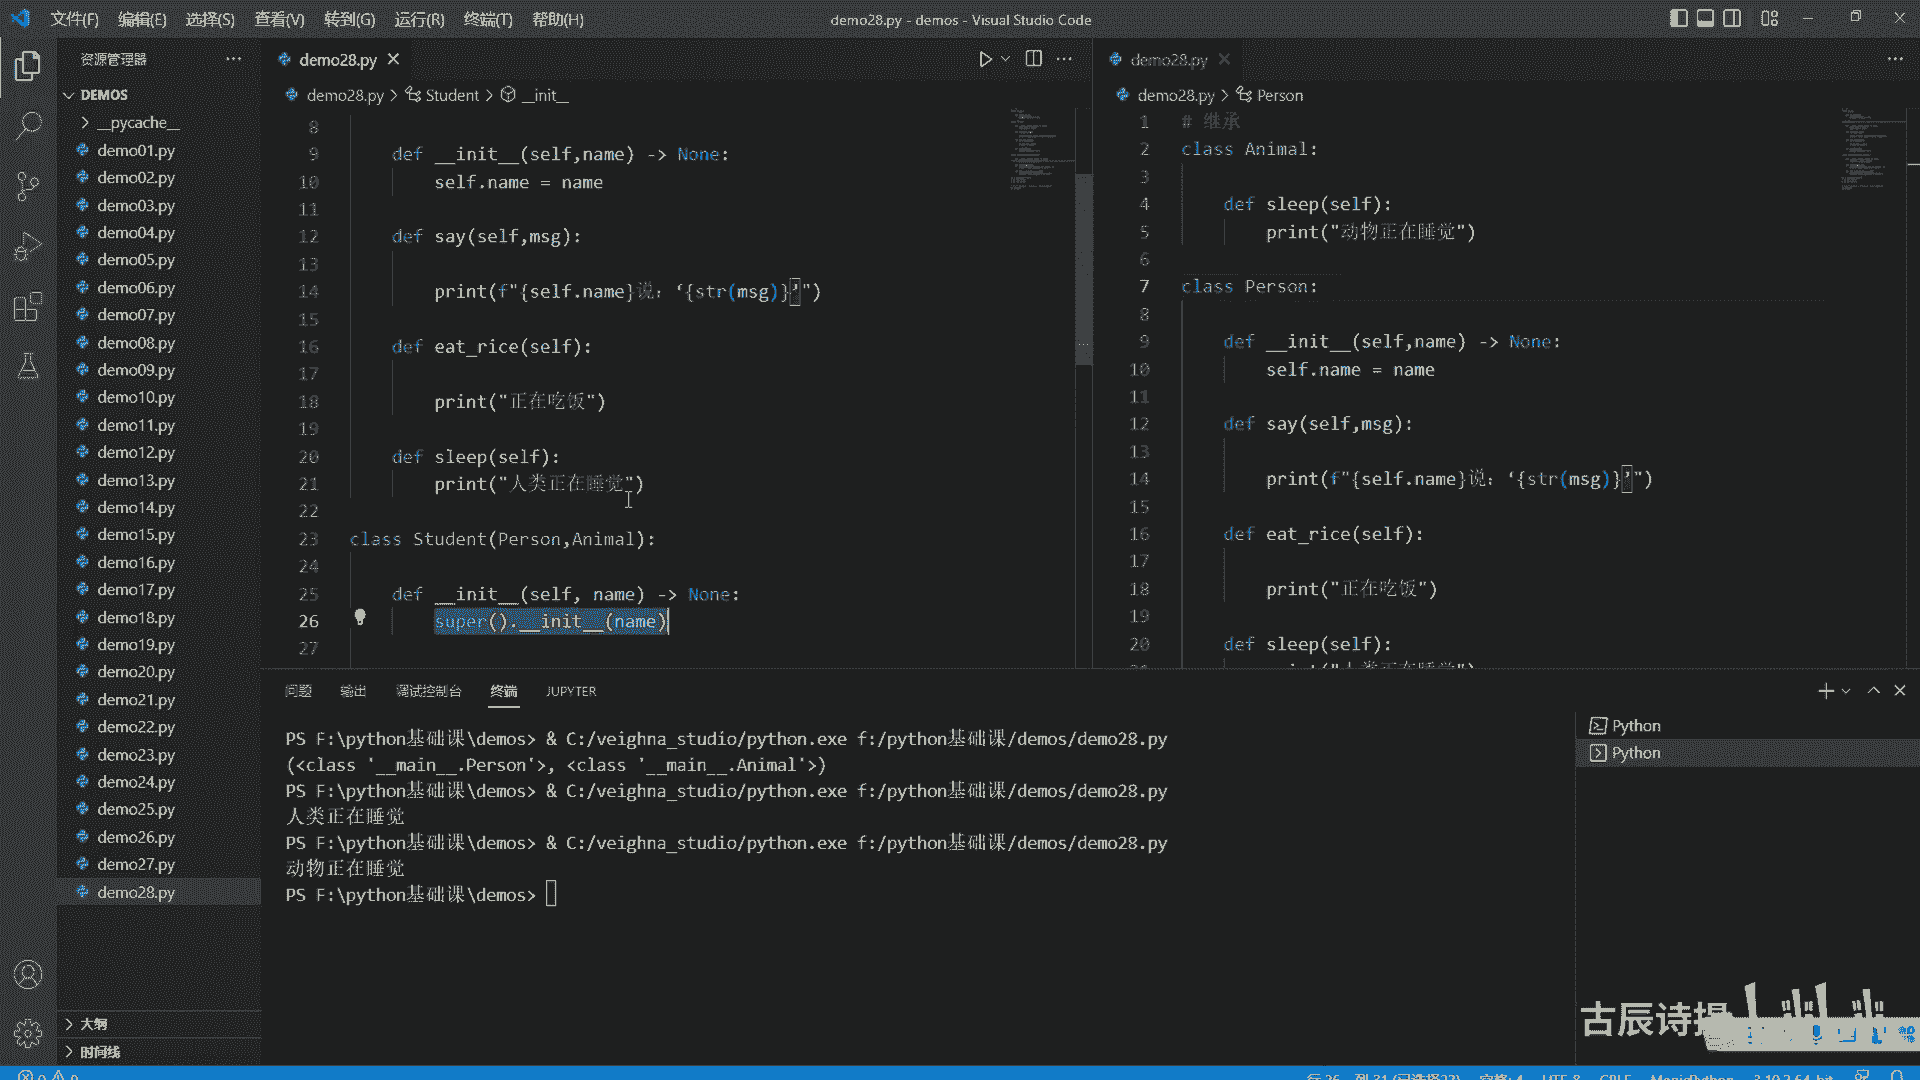 文件(F) 编辑(E) 选择(S) 查看(V) 转到(G) 运行(R) 终端(T) 帮助(H) demo28.py - demos - Visual Studio Code
资源管理器
DEMOS
__pycache__
demo01.py
demo02.py
demo03.py
demo04.py
demo05.py
demo06.py
demo07.py
demo08.py
demo09.py
demo10.py
demo11.py
demo12.py
demo13.py
demo14.py
demo15.py
demo16.py
demo17.py
demo18.py
demo19.py
demo20.py
demo21.py
demo22.py
demo23.py
demo24.py
demo25.py
demo26.py
demo27.py
demo28.py
大纲
时间线
demo28.py
demo28.py > Student > __init__
8
9 def __init__(self,name) -> None:
10 self.name = name
11
12 def say(self,msg):
13
14 print(f"{self.name}说：‘{str(msg)}’")
15
16 def eat_rice(self):
17
18 print("正在吃饭")
19
20 def sleep(self):
21 print("人类正在睡觉")
22
23 class Student(Person,Animal):
24
25 def __init__(self, name) -> None:
26 super().__init__(name)
27
demo28.py
demo28.py > Person
1 # 继承
2 class Animal:
3
4 def sleep(self):
5 print("动物正在睡觉")
6
7 class Person:
8
9 def __init__(self,name) -> None:
10 self.name = name
11
12 def say(self,msg):
13
14 print(f"{self.name}说：‘{str(msg)}’")
15
16 def eat_rice(self):
17
18 print("正在吃饭")
19
20 def sleep(self):
问题 输出 调试控制台 终端 JUPYTER
PS F:\python基础课\demos> & C:/veighna_studio/python.exe f:/python基础课/demos/demo28.py
(<class '__main__.Person'>, <class '__main__.Animal'>)
PS F:\python基础课\demos> & C:/veighna_studio/python.exe f:/python基础课/demos/demo28.py
人类正在睡觉
PS F:\python基础课\demos> & C:/veighna_studio/python.exe f:/python基础课/demos/demo28.py
动物正在睡觉
PS F:\python基础课\demos>
Python
Python
古辰诗